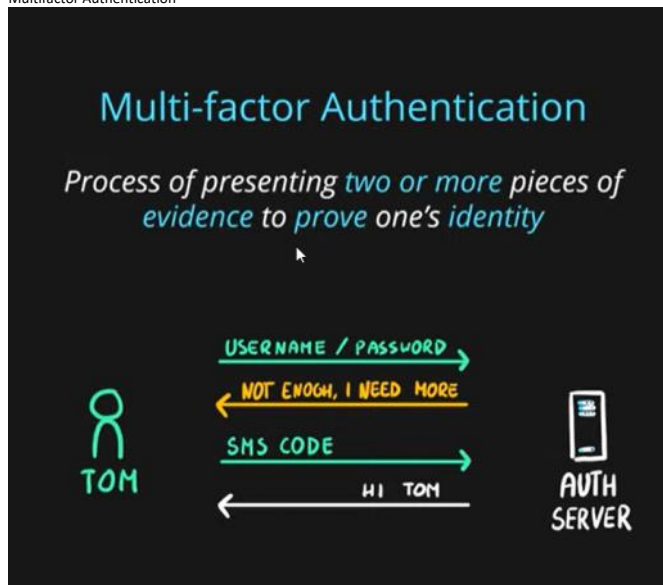 Multifactor Authentication
Multi-factor Authentication
Process of presenting two or more pieces of
evidence to prove one's identity
USERNAME / PASSWORD
NOT ENOGH, I NEED MORE
SMS CODE
HI TOM
TOM
AUTH
SERVER